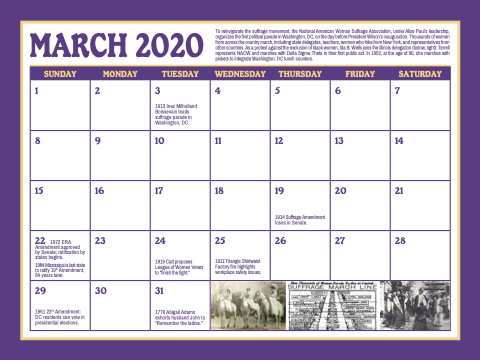 MARCH 2020
To reinvigorate the suffrage movement, the National American Woman Suffrage Association, under Alice Paul's leadership,
organizes the first political parade in Washington, DC, on the day before President Wilson's inauguration. Thousands of women
from across the country march, including state delegates, teachers, women who hike from New York, and representatives from
other countries. As a protest against the exclusion of black women, Ida B. Wells joins the Illinois delegation (below, right). Terrell
represents NACW and marches with Delta Sigma Theta in their first public act. In 1953, at the age of 90, she marches with
pickets to integrate Washington, DC lunch counters.
SUNDAY MONDAY TUESDAY WEDNESDAY THURSDAY FRIDAY SATURDAY
1 2 3 4 5 6 7
1913 Inez Milholland
Boissevain leads
suffrage parade in
Washington, DC.
8 9 10 11 12 13 14
15 16 17 18 19 20 21
1914 Suffrage Amendment
loses in Senate.
22 1972 ERA
Amendment approved
by Senate; ratification by
states begins.
1984 Mississippi is last state
to ratify 19th Amendment,
64 years later.
23 24 25 26 27 28
1919 Catt proposes
League of Women Voters
to "finish the fight."
1911 Triangle Shirtwaist
Factory fire highlights
workplace safety issues.
29 30 31
1961 23rd Amendment:
DC residents can vote in
presidential elections.
1776 Abigail Adams
exhorts husband John to
"Remember the ladies."
SUFFRAGE MARCH LINE